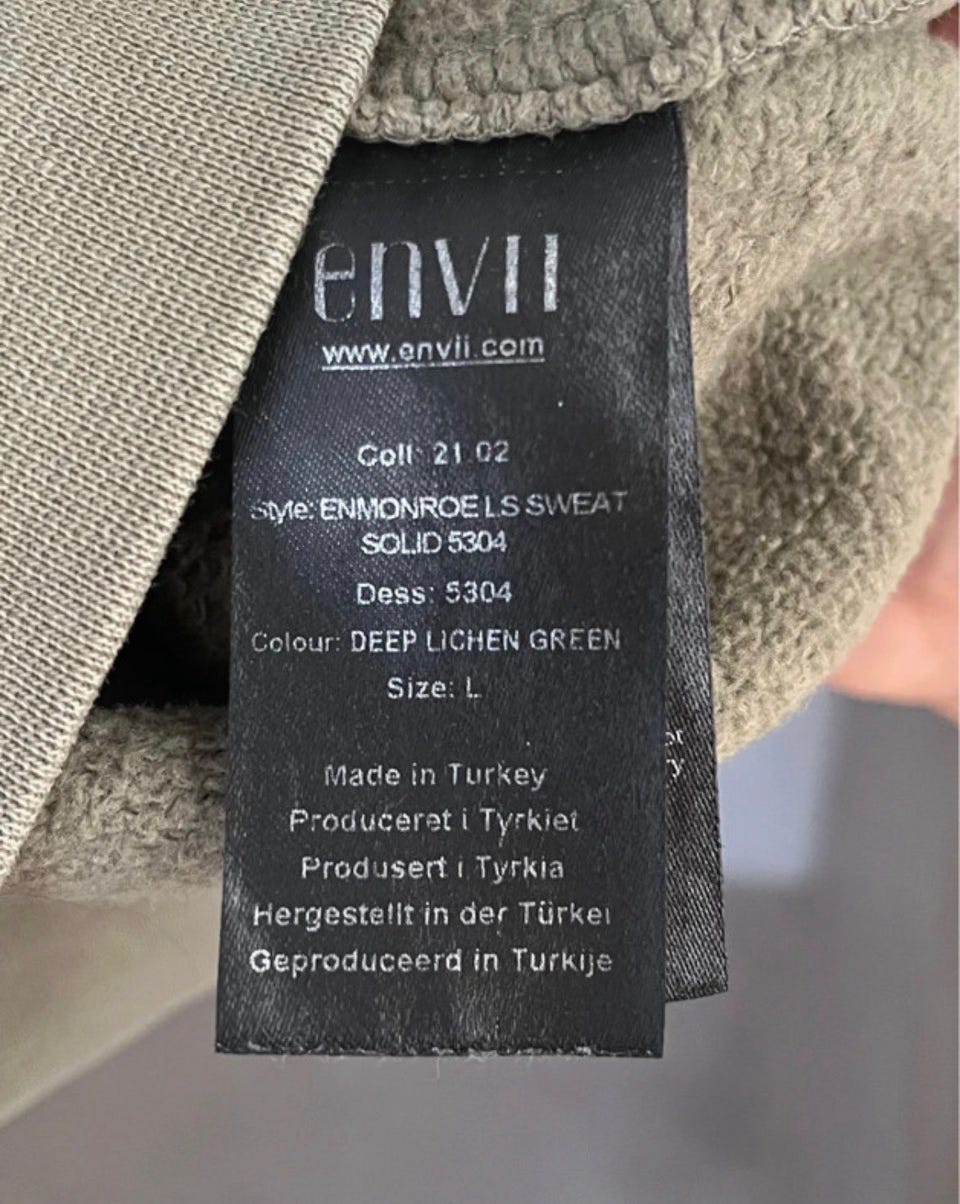 envii
www.envii.com
Coll: 21.02
Style: ENMONROE LS SWEAT
SOLID 5304
Dess: 5304
Colour: DEEP LICHEN GREEN
Size: L
Made in Turkey
Produceret i Tyrkiet
Produsert i Tyrkia
Hergestellt in der Türkei
Geproduceerd in Turkije